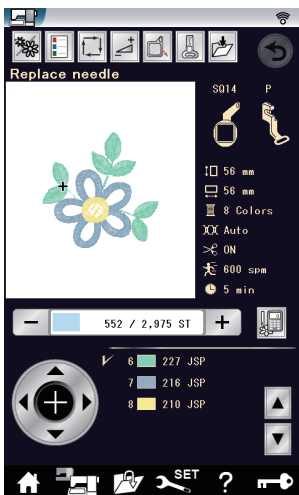 Replace needle
SQ14 P
56 mm
56 mm
8 Colors
Auto
ON
600 spm
5 min
− 552 / 2,975 ST +
6 227 JSP
7 216 JSP
8 210 JSP
SET ?